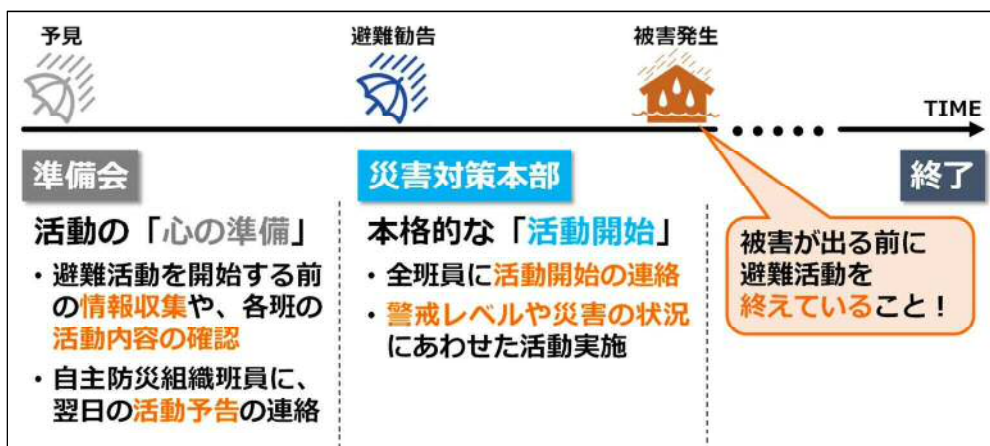 予見
避難勧告
被害発生
TIME
準備会
活動の「心の準備」
・避難活動を開始する前
の情報収集や、各班の
活動内容の確認
・自主防災組織班員に、
翌日の活動予告の連絡
災害対策本部
本格的な「活動開始」
・全班員に活動開始の連絡
・警戒レベルや災害の状況
にあわせた活動実施
終了
被害が出る前に
避難活動を
終えていること！